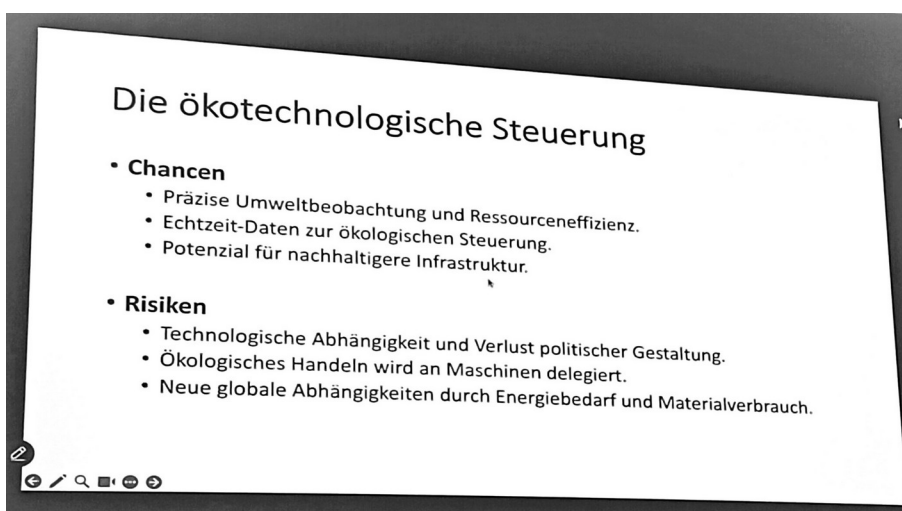 Die ökotechnologische Steuerung
• Chancen
• Präzise Umweltbeobachtung und Ressourceneffizienz.
• Echtzeit-Daten zur ökologischen Steuerung.
• Potenzial für nachhaltigere Infrastruktur.
• Risiken
• Technologische Abhängigkeit und Verlust politischer Gestaltung.
• Ökologisches Handeln wird an Maschinen delegiert.
• Neue globale Abhängigkeiten durch Energiebedarf und Materialverbrauch.